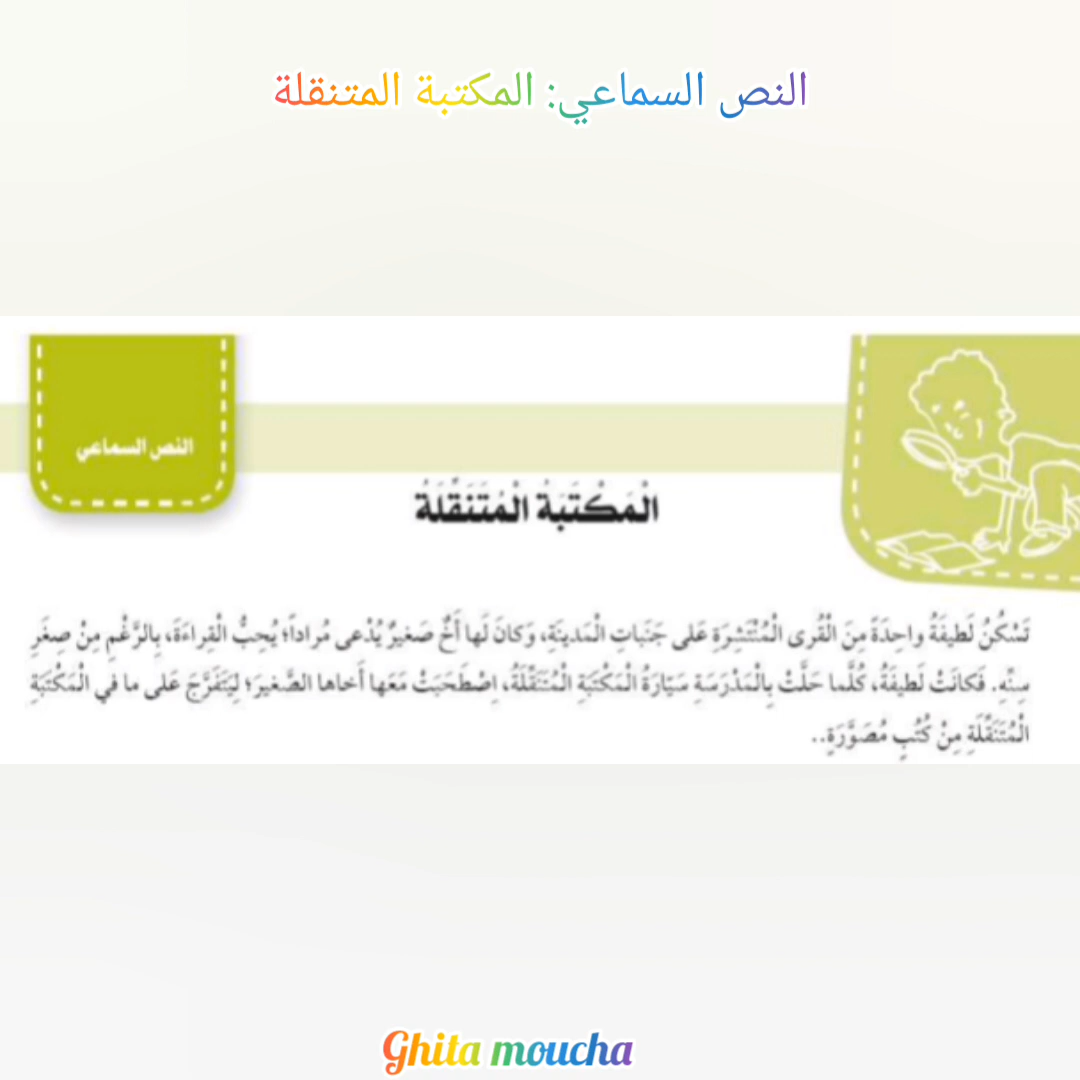 النص السماعي: المكتبة المتنقلة
النص السماعي
الْمَكْتَبَةُ الْمُتَنَقِّلَةُ
تَسْكُنُ لَطيفَةُ واحِدَةً مِنَ الْقُرى الْمُنْتَشِرَةِ عَلى جَنَباتِ الْمَدينَةِ، وَكانَ لَها أَخٌ صَغيرٌ يُدْعى مُراداً؛ يُحِبُّ الْقِراءَةَ، بِالرَّغْمِ مِنْ صِغَرِ
سِنِّهِ. فَكانَتْ لَطيفَةُ، كُلَّما حَلَّتْ بِالْمَدْرَسَةِ سَيّارَةُ الْمَكْتَبَةِ الْمُتَنَقِّلَةُ، اِصْطَحَبَتْ مَعَها أَخاها الصَّغيرَ؛ لِيَتَفَرَّجَ عَلى ما في الْمَكْتَبَةِ
الْمُتَنَقِّلَةِ مِنْ كُتُبٍ مُصَوَّرَةٍ..
Ghita moucha